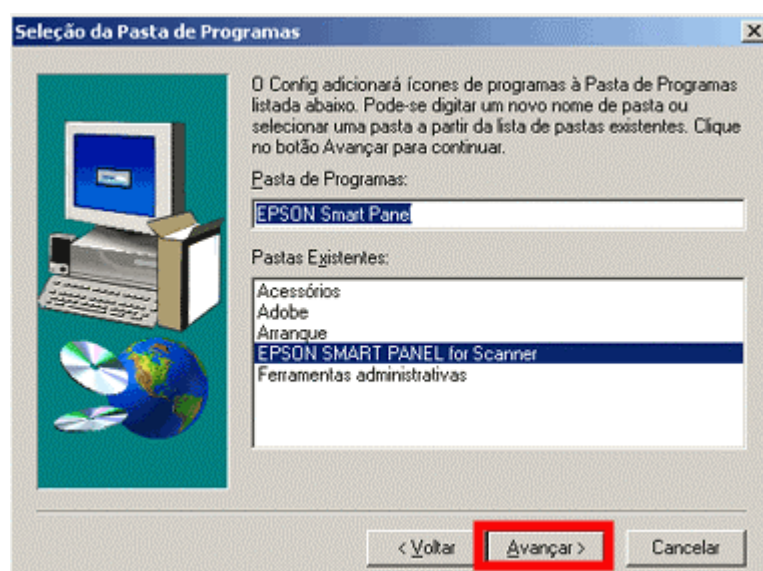 Seleção da Pasta de Programas
O Config adicionará ícones de programas à Pasta de Programas
listada abaixo. Pode-se digitar um novo nome de pasta ou
selecionar uma pasta a partir da lista de pastas existentes. Clique
no botão Avançar para continuar.
Pasta de Programas:
EPSON Smart Panel
Pastas Existentes:
Acessórios
Adobe
Arranque
EPSON SMART PANEL for Scanner
Ferramentas administrativas
< Voltar
Avançar >
Cancelar